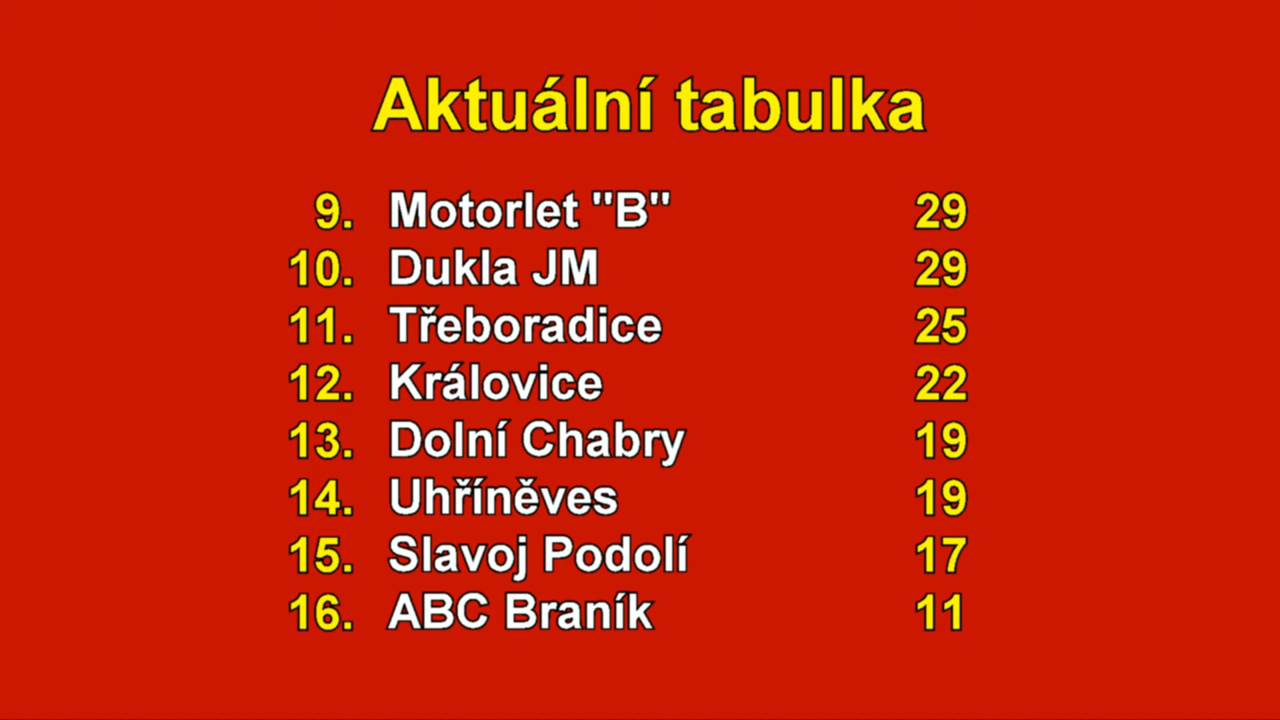 Aktuální tabulka
9. Motorlet "B" 29
10. Dukla JM 29
11. Třeboradice 25
12. Královice 22
13. Dolní Chabry 19
14. Uhříněves 19
15. Slavoj Podolí 17
16. ABC Braník 11